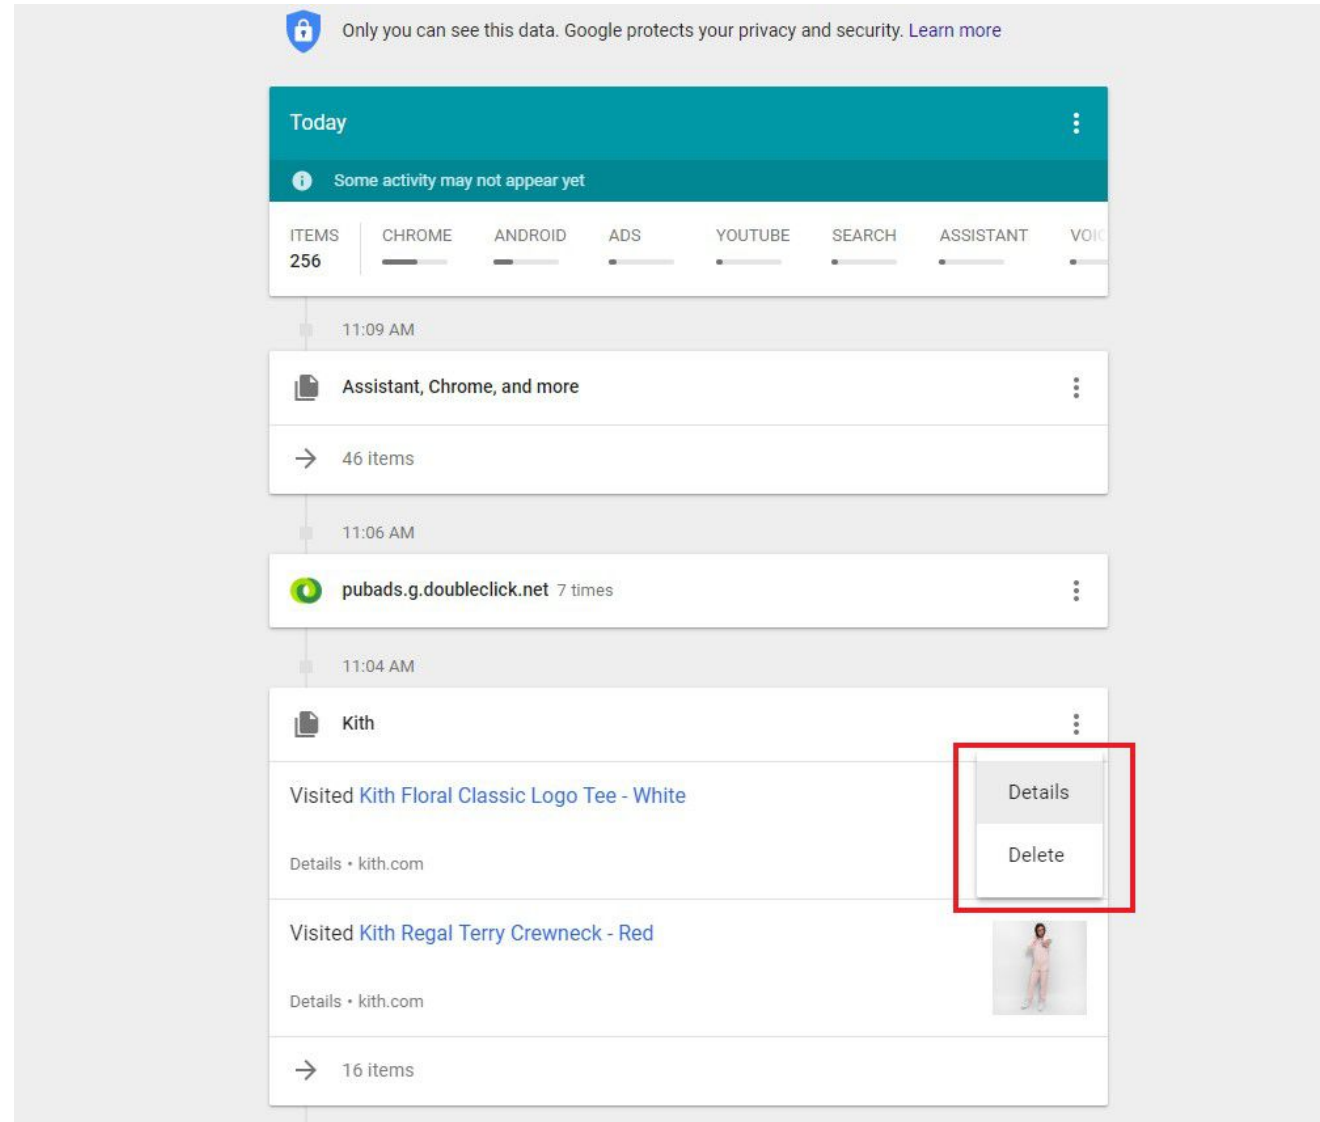 Only you can see this data. Google protects your privacy and security. Learn more
Today
Some activity may not appear yet
ITEMS CHROME ANDROID ADS YOUTUBE SEARCH ASSISTANT VOIC
256
11:09 AM
Assistant, Chrome, and more
46 items
11:06 AM
pubads.g.doubleclick.net 7 times
11:04 AM
Kith
Visited Kith Floral Classic Logo Tee - White
Details
Details • kith.com
Delete
Visited Kith Regal Terry Crewneck - Red
Details • kith.com
16 items